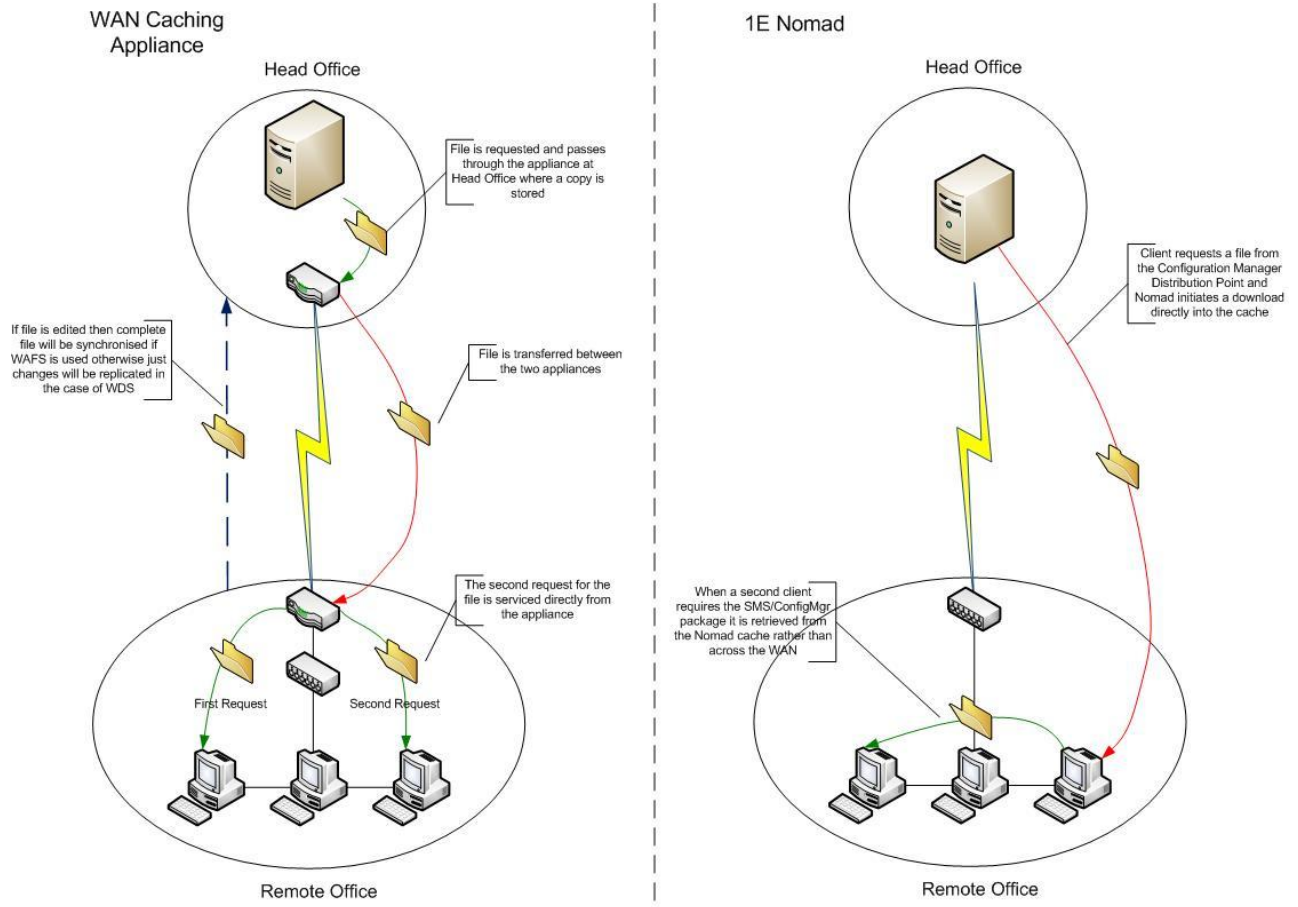 WAN Caching
Appliance
Head Office
File is requested and passes
through the appliance at
Head Office where a copy is
stored
If file is edited then complete
file will be synchronised if
WAFS is used otherwise just
changes will be replicated in
the case of WDS
File is transferred between
the two appliances
The second request for the
file is serviced directly from
the appliance
First Request
Second Request
Remote Office
1E Nomad
Head Office
Client requests a file from
the Configuration Manager
Distribution Point and
Nomad initiates a download
directly into the cache
When a second client
requires the SMS/ConfigMgr
package it is retrieved from
the Nomad cache rather than
across the WAN
Remote Office